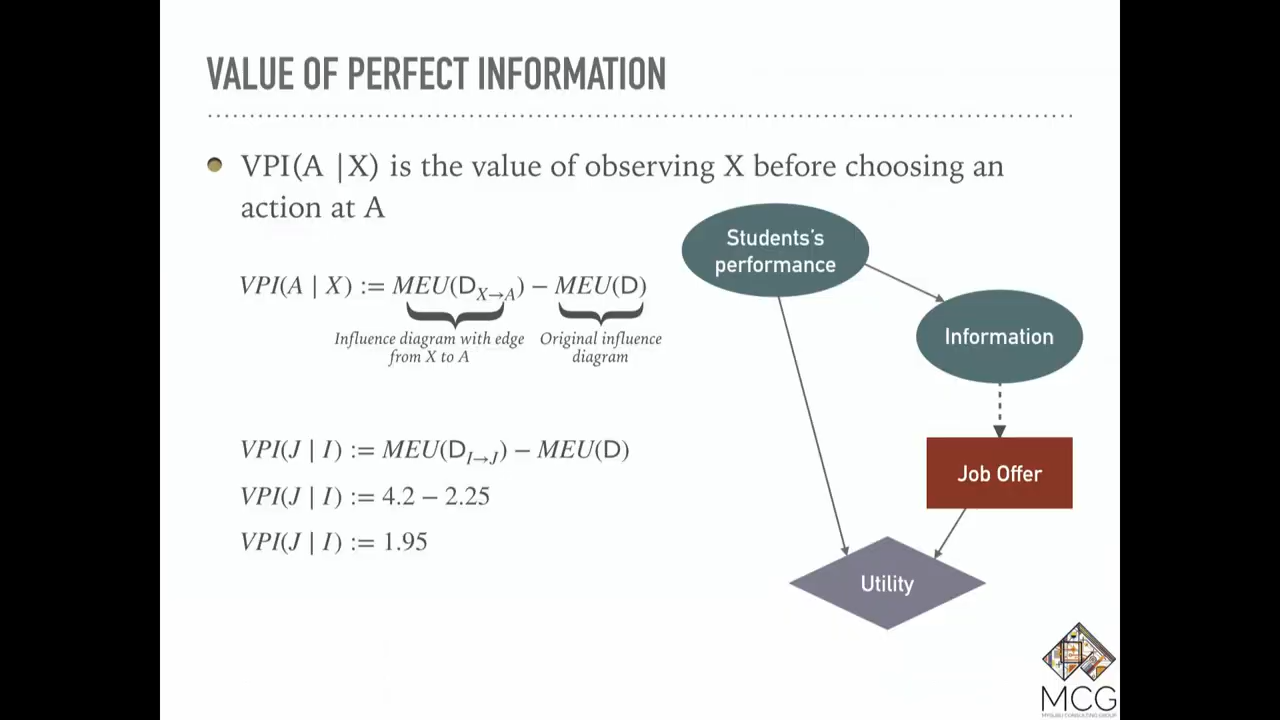 VALUE OF PERFECT INFORMATION
VPI(A | X) is the value of observing X before choosing an
action at A
VPI(A | X) := MEU(D_{X→A}) − MEU(D)
Influence diagram with edge
from X to A
Original influence
diagram
VPI(J | I) := MEU(D_{I→J}) − MEU(D)
VPI(J | I) := 4.2 − 2.25
VPI(J | I) := 1.95
Students's
performance
Information
Job Offer
Utility
MCG